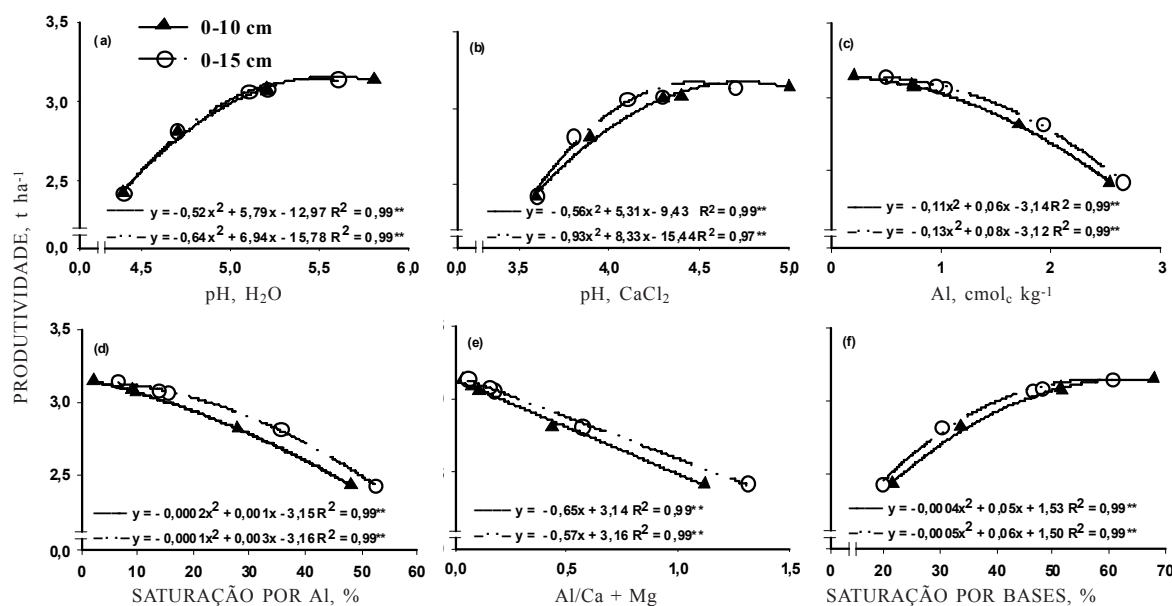 PRODUTIVIDADE, t ha⁻¹
3,5
3,0
2,5
0,0
(a)
0-10 cm
0-15 cm
y = -0,52x² + 5,79x - 12,97 R² = 0,99**
y = -0,64x² + 6,94x - 15,78 R² = 0,99**
0,0 4,5 5,0 5,5 6,0
pH, H₂O
(b)
y = -0,56x² + 5,31x - 9,43 R² = 0,99**
y = -0,93x² + 8,33x - 15,44 R² = 0,97**
0,0 3,5 4,0 4,5 5,0
pH, CaCl₂
(c)
y = -0,11x² + 0,06x - 3,14 R² = 0,99**
y = -0,13x² + 0,08x - 3,12 R² = 0,99**
0 1 2 3
Al, cmolc kg⁻¹
3,5
3,0
2,5
0,0
(d)
y = -0,0002x² + 0,001x - 3,15 R² = 0,99**
y = -0,0001x² + 0,003x - 3,16 R² = 0,99**
0 10 20 30 40 50 60
SATURAÇÃO POR Al, %
(e)
y = -0,65x + 3,14 R² = 0,99**
y = -0,57x + 3,16 R² = 0,99**
0,0 0,5 1,0 1,5
Al/Ca + Mg
(f)
y = -0,0004x² + 0,05x + 1,53 R² = 0,99**
y = -0,0005x² + 0,06x + 1,50 R² = 0,99**
0 20 30 40 50 60 70
SATURAÇÃO POR BASES, %